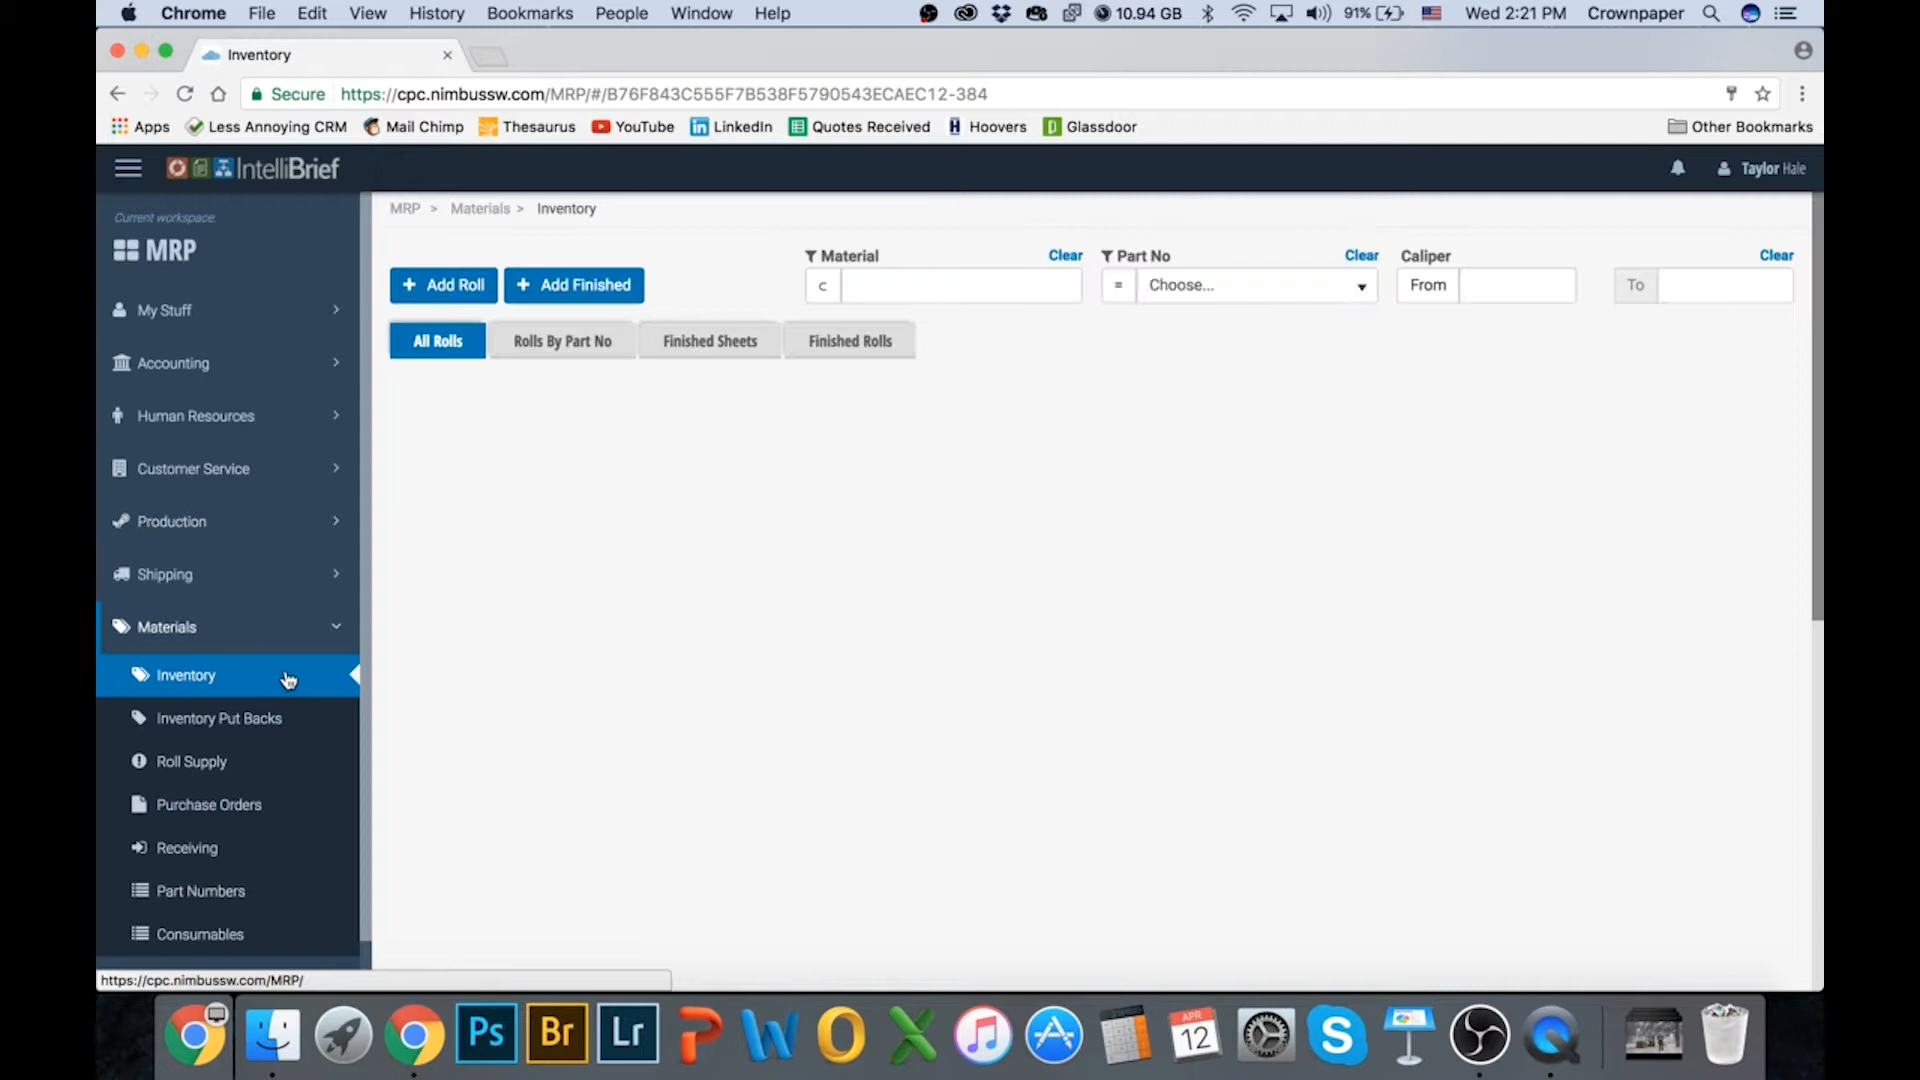 Chrome File Edit View History Bookmarks People Window Help 10.94 GB 91% Wed 2:21 PM Crownpaper
Inventory
Secure https://cpc.nimbussw.com/MRP/#/B76F843C555F7B538F5790543ECAEC12-384
Apps Less Annoying CRM Mail Chimp Thesaurus YouTube LinkedIn Quotes Received Hoovers Glassdoor Other Bookmarks
IntelliBrief Taylor Hale
Current workspace:
MRP
My Stuff
Accounting
Human Resources
Customer Service
Production
Shipping
Materials
Inventory
Inventory Put Backs
Roll Supply
Purchase Orders
Receiving
Part Numbers
Consumables
MRP > Materials > Inventory
Material Clear Part No Clear Caliper Clear
+ Add Roll + Add Finished c = Choose... From To
All Rolls Rolls By Part No Finished Sheets Finished Rolls
https://cpc.nimbussw.com/MRP/
Ps Br Lr APR 12